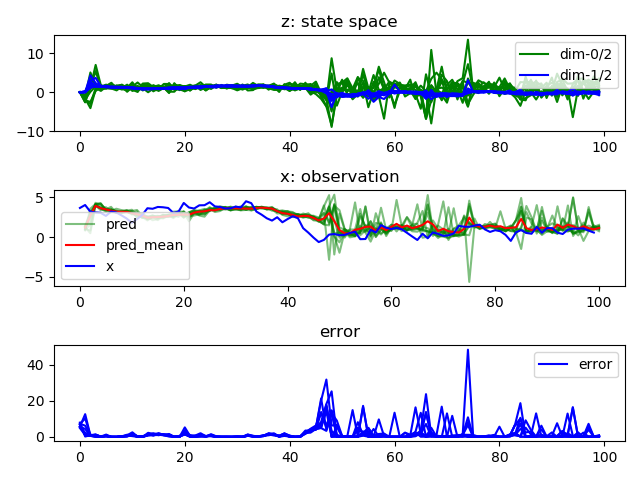 z: state space
10
0
−10
dim-0/2
dim-1/2
0 20 40 60 80 100
x: observation
5
0
−5
pred
pred_mean
x
0 20 40 60 80 100
error
40
20
0
error
0 20 40 60 80 100